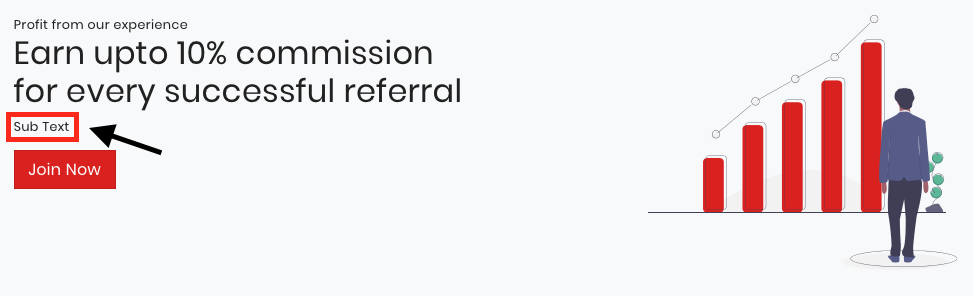 Profit from our experience
Earn upto 10% commission
for every successful referral
Sub Text
Join Now